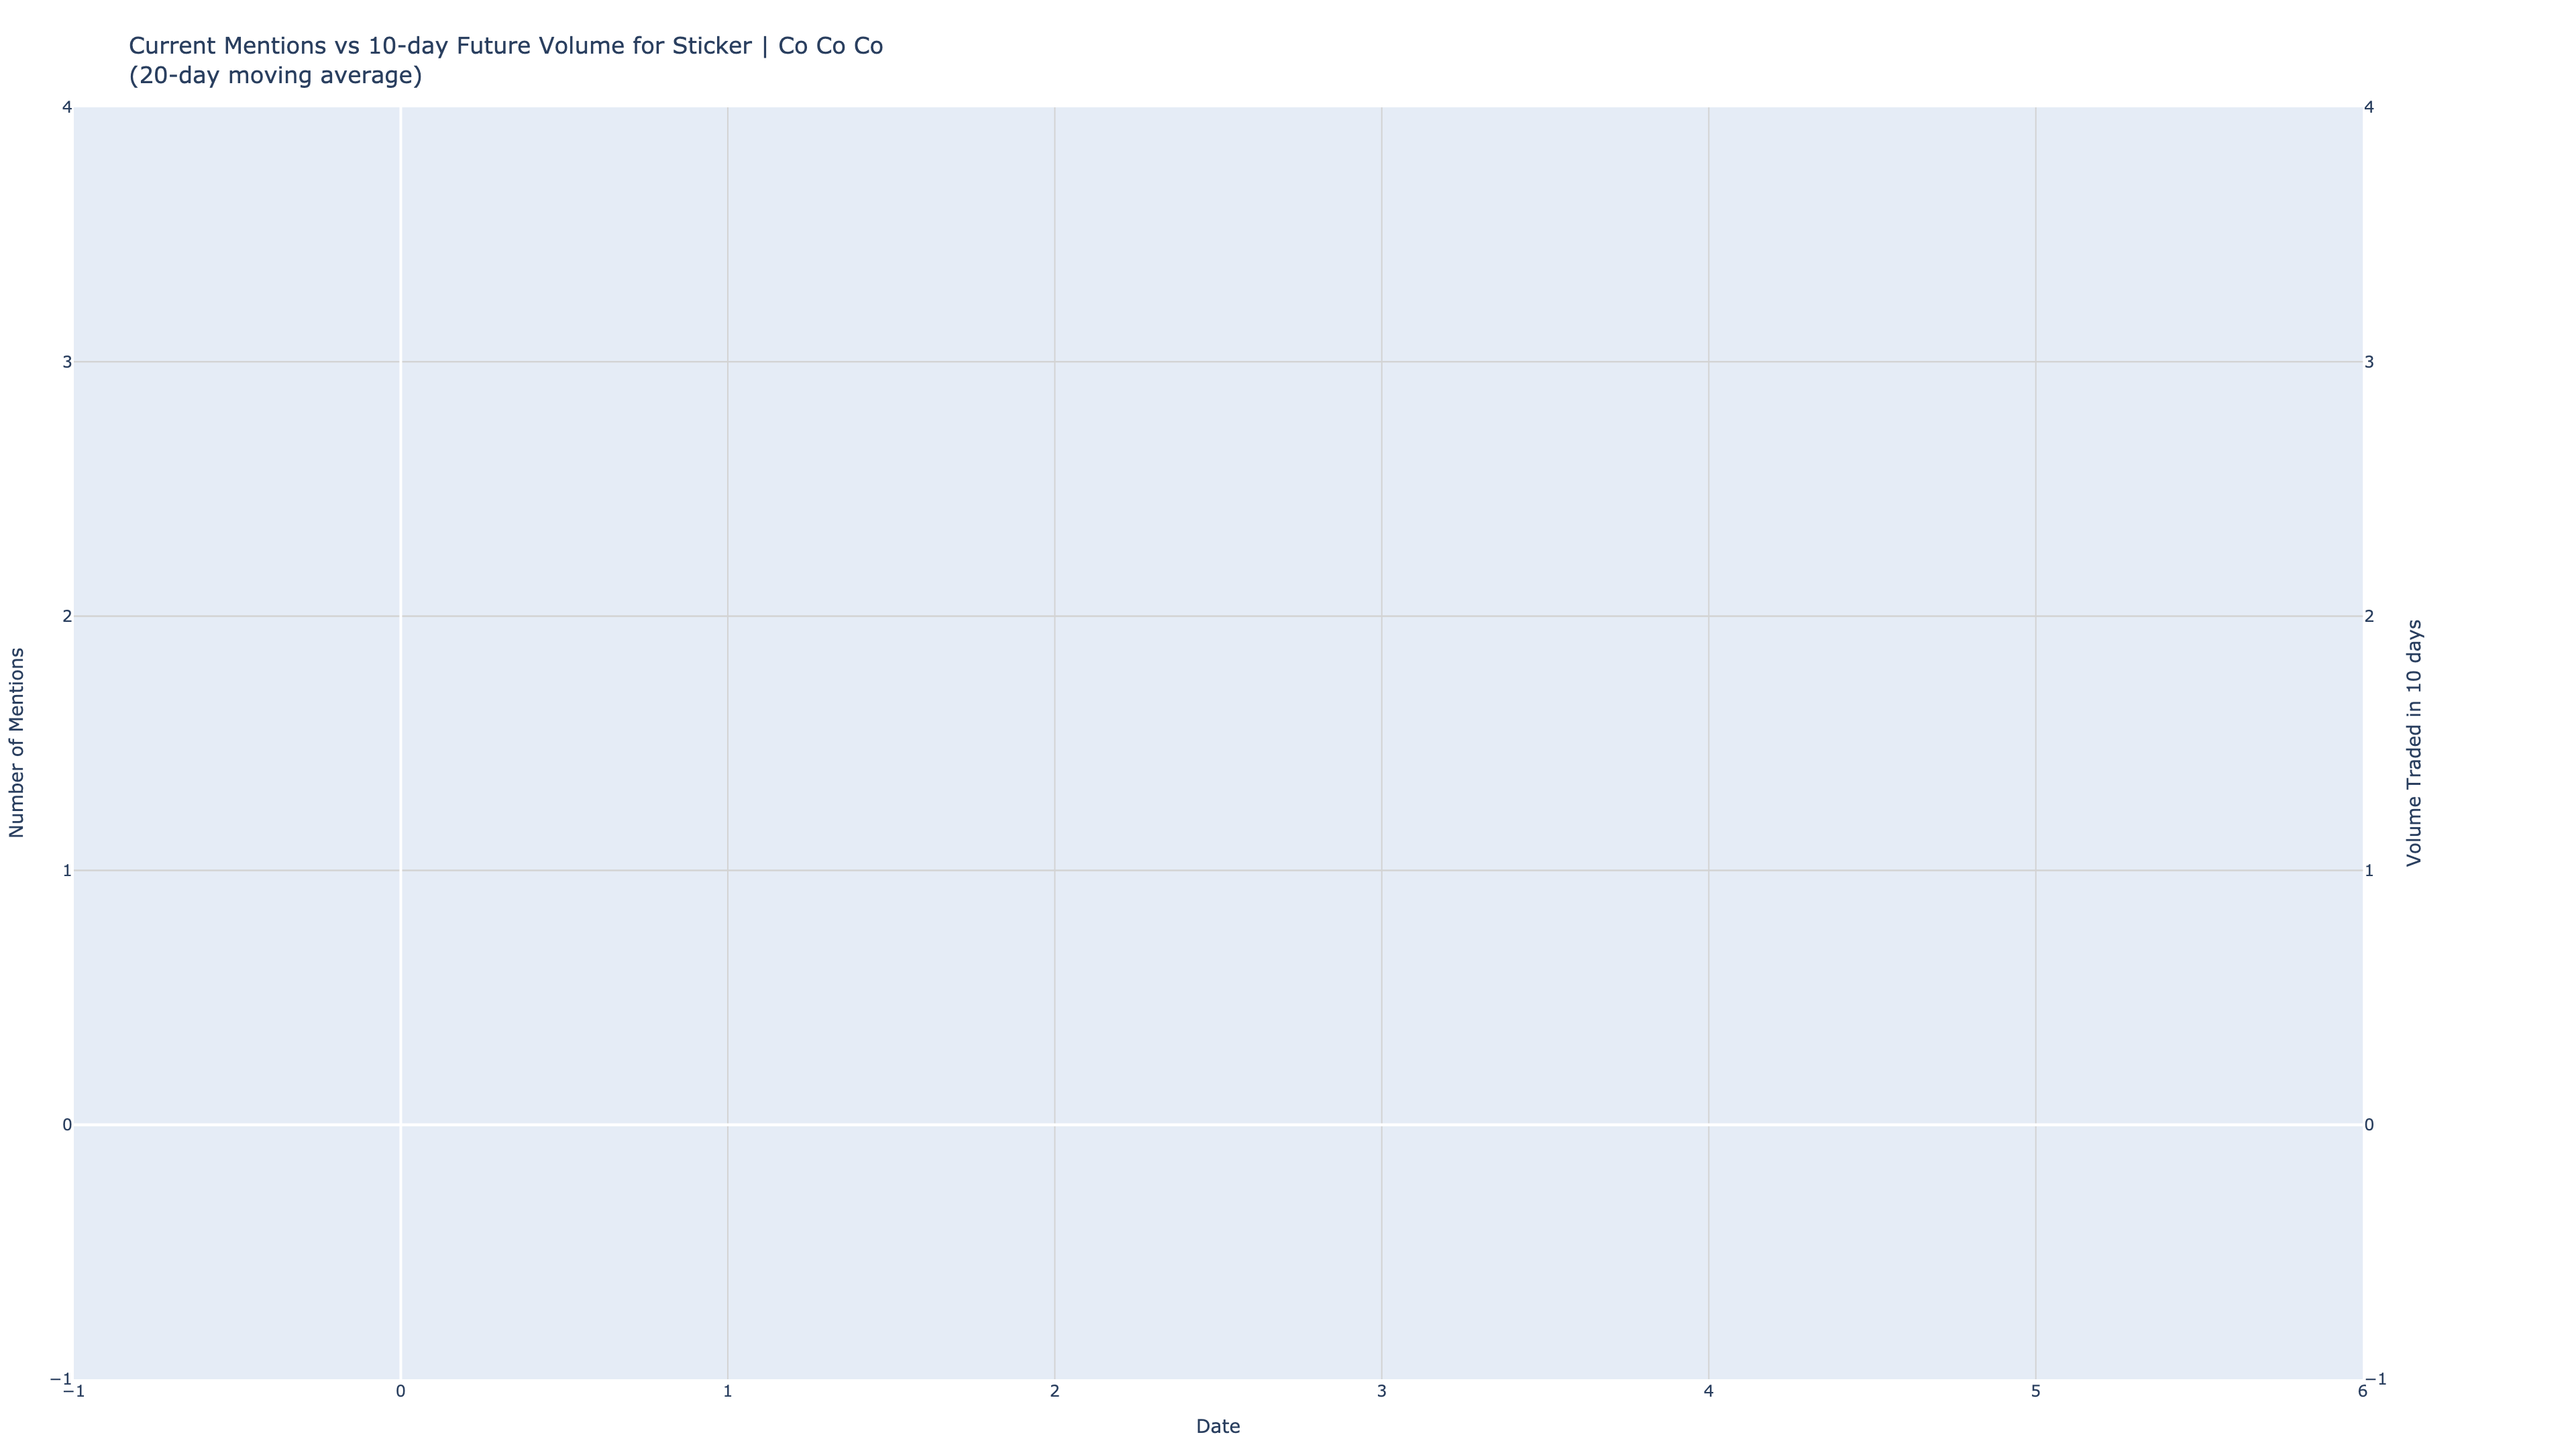 Current Mentions vs 10-day Future Volume for Sticker | Co Co Co
(20-day moving average)
4
3
2
1
0
−1
Number of Mentions
4
3
2
1
0
−1
Volume Traded in 10 days
−1 0 1 2 3 4 5 6
Date